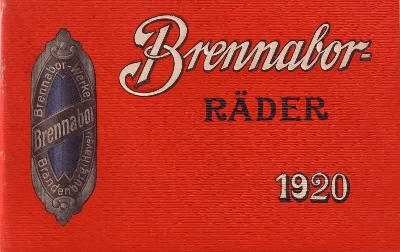 Brennabor-
RÄDER
1920
Brennabor-Werke
Brennabor
Brandenburg (Havel)